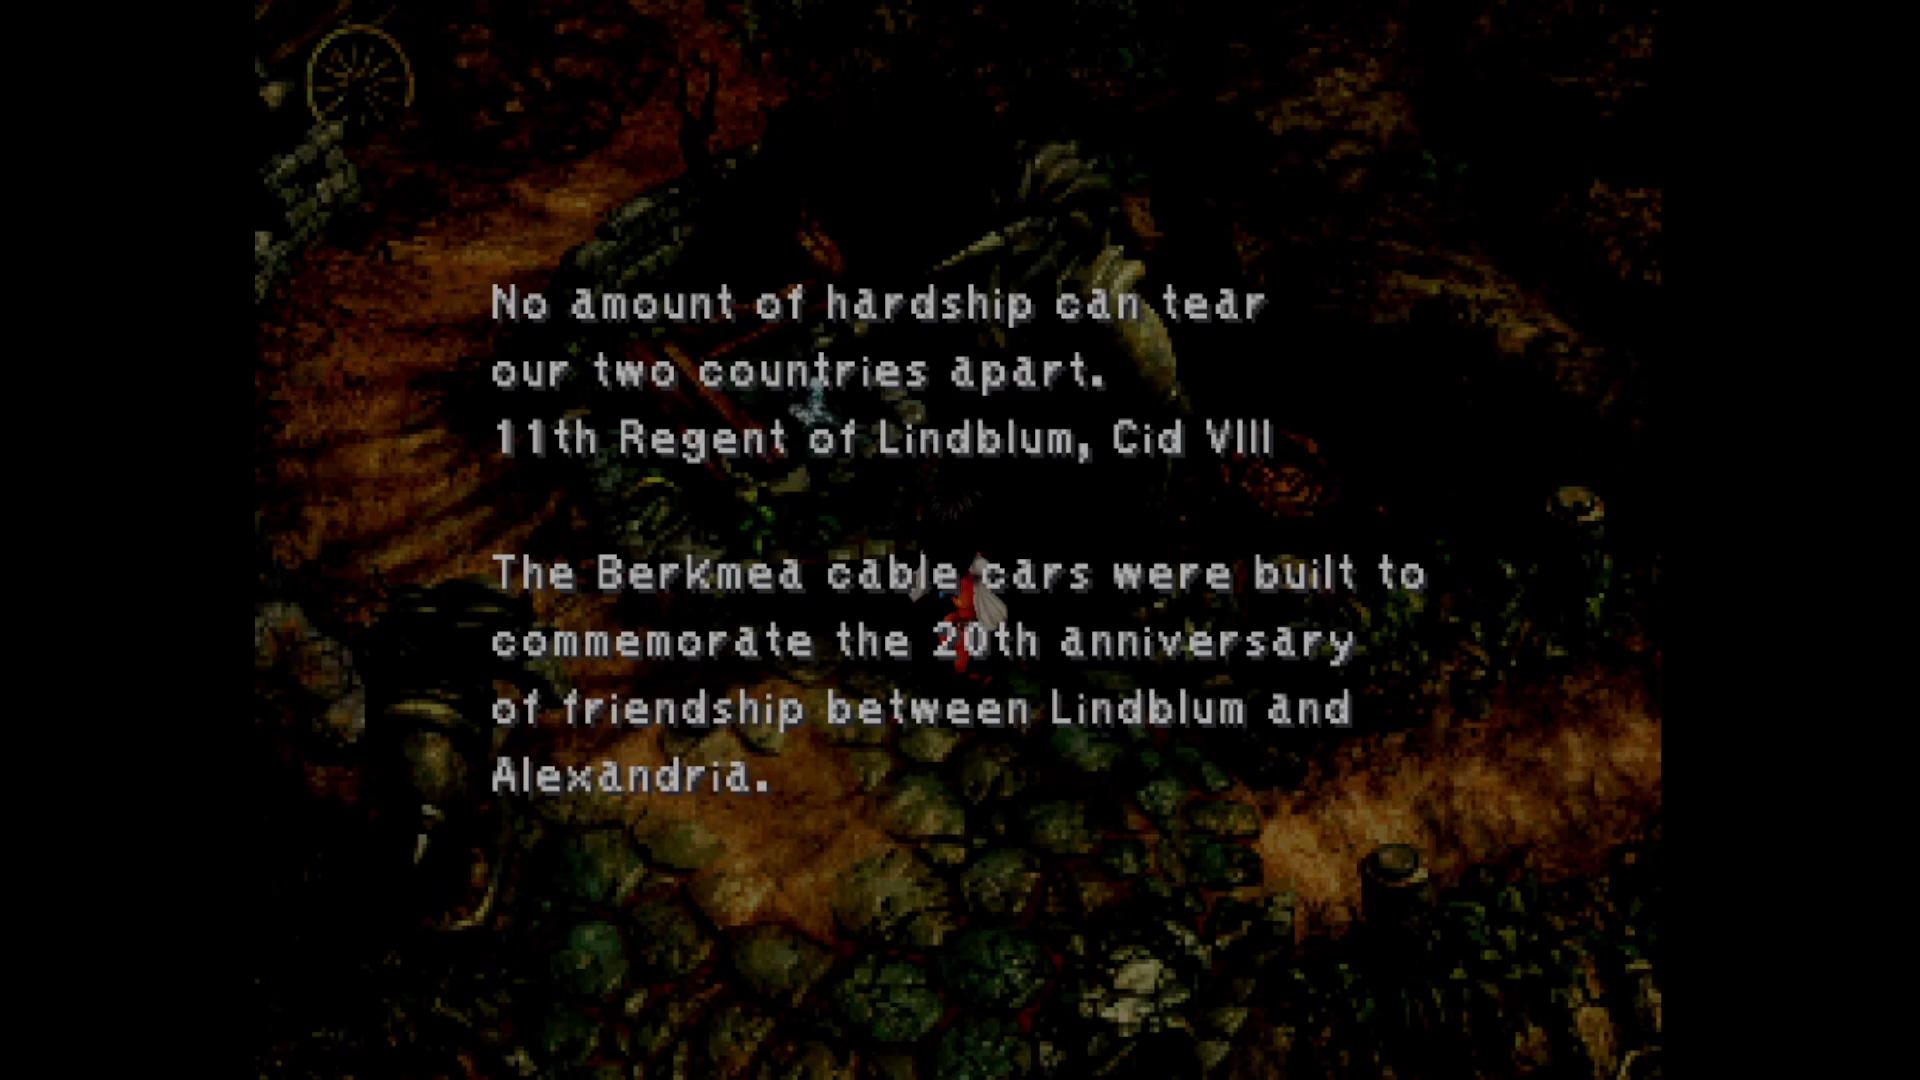 No amount of hardship can tear
our two countries apart.
11th Regent of Lindblum, Cid VIII
The Berkmea cable cars were built to
commemorate the 20th anniversary
of friendship between Lindblum and
Alexandria.